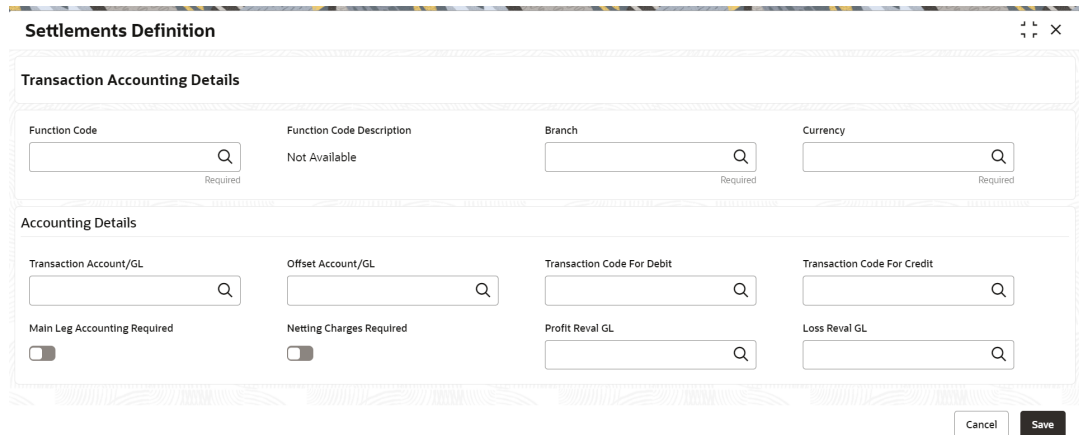 Settlements Definition
Transaction Accounting Details
Function Code
Function Code Description
Branch
Currency
Not Available
Required
Required
Required
Accounting Details
Transaction Account/GL
Offset Account/GL
Transaction Code For Debit
Transaction Code For Credit
Main Leg Accounting Required
Netting Charges Required
Profit Reval GL
Loss Reval GL
Cancel
Save